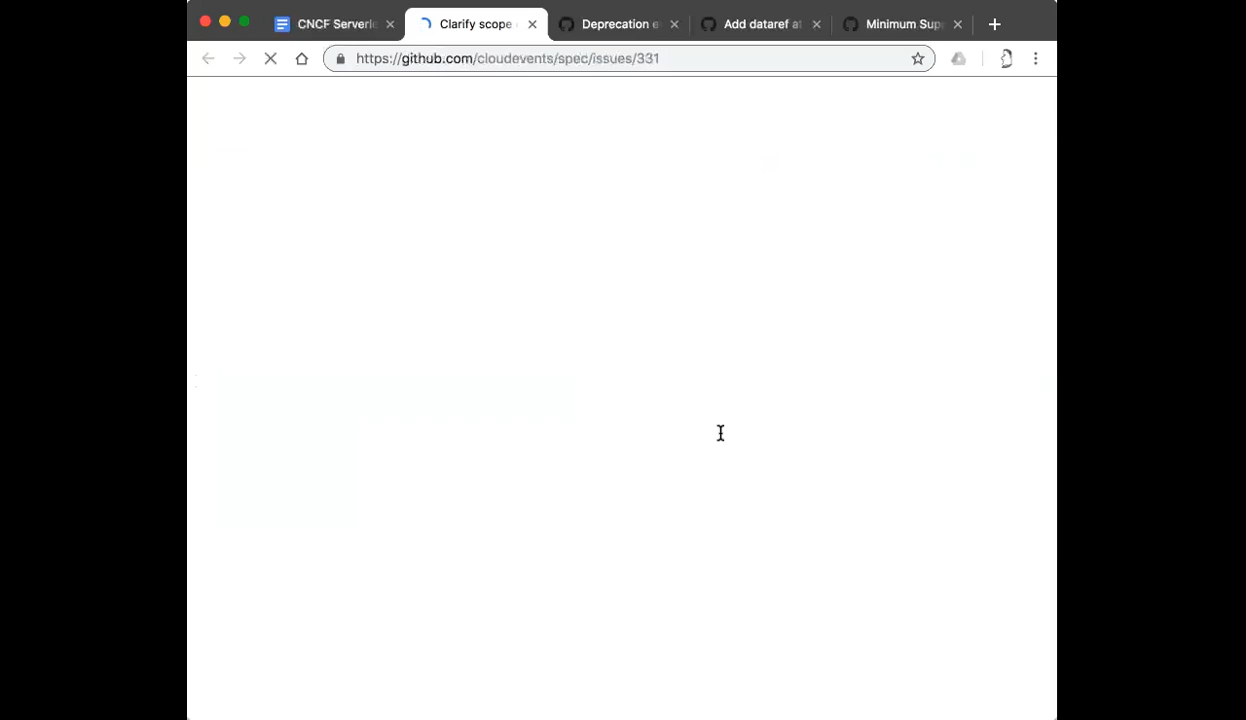 CNCF Serverle
Clarify scope
Deprecation e
Add dataref at
Minimum Sup
https://github.com/cloudevents/spec/issues/331